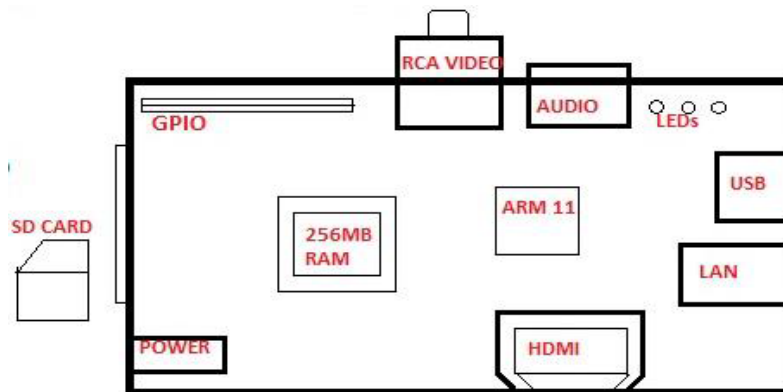 RCA VIDEO
AUDIO
GPIO
LEDs
USB
ARM 11
SD CARD
256MB
RAM
LAN
POWER
HDMI